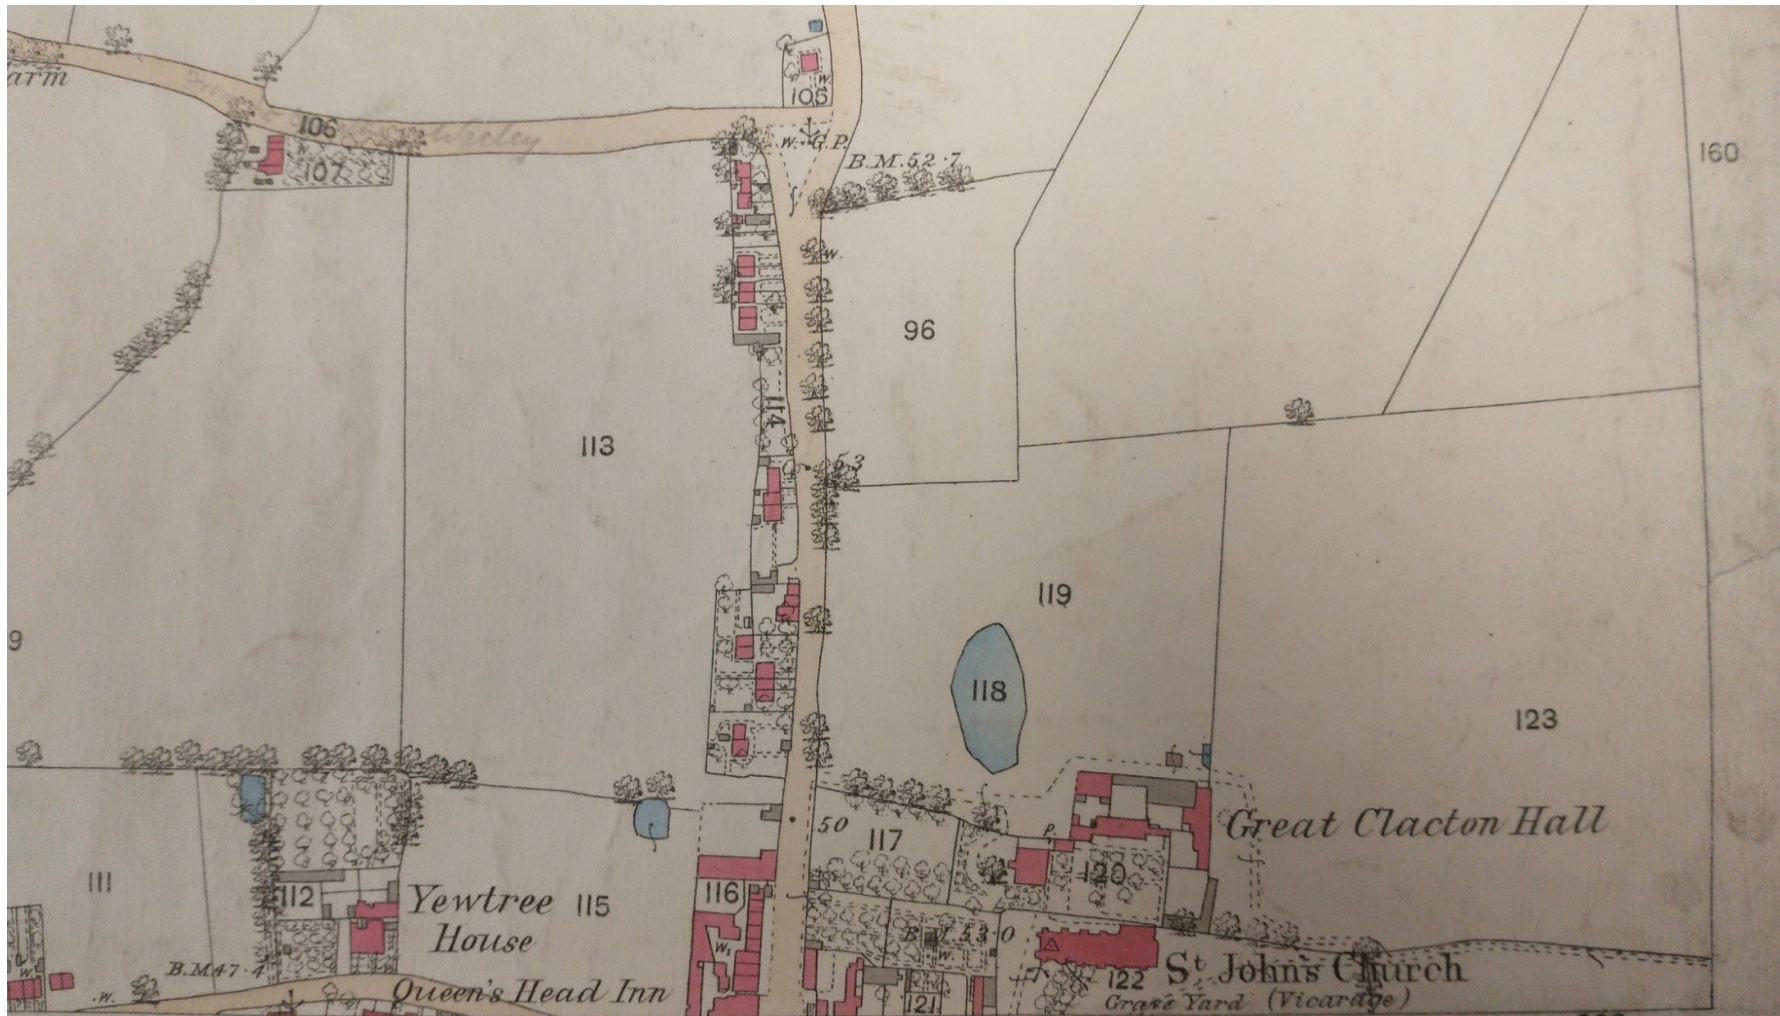 arm
W.
105
106
Weeley
W.
G.P.
B.M.52·7
160
107
W.
96
114
113
53
119
9
118
123
50
117
Great Clacton Hall
P.
111
112
Yewtree
House
115
116
120
B.M.53·0
W.
W.
B.M.47·4
W
.W.
Queen's Head Inn
121
122
St John's Church
Grave Yard (Vicarage)